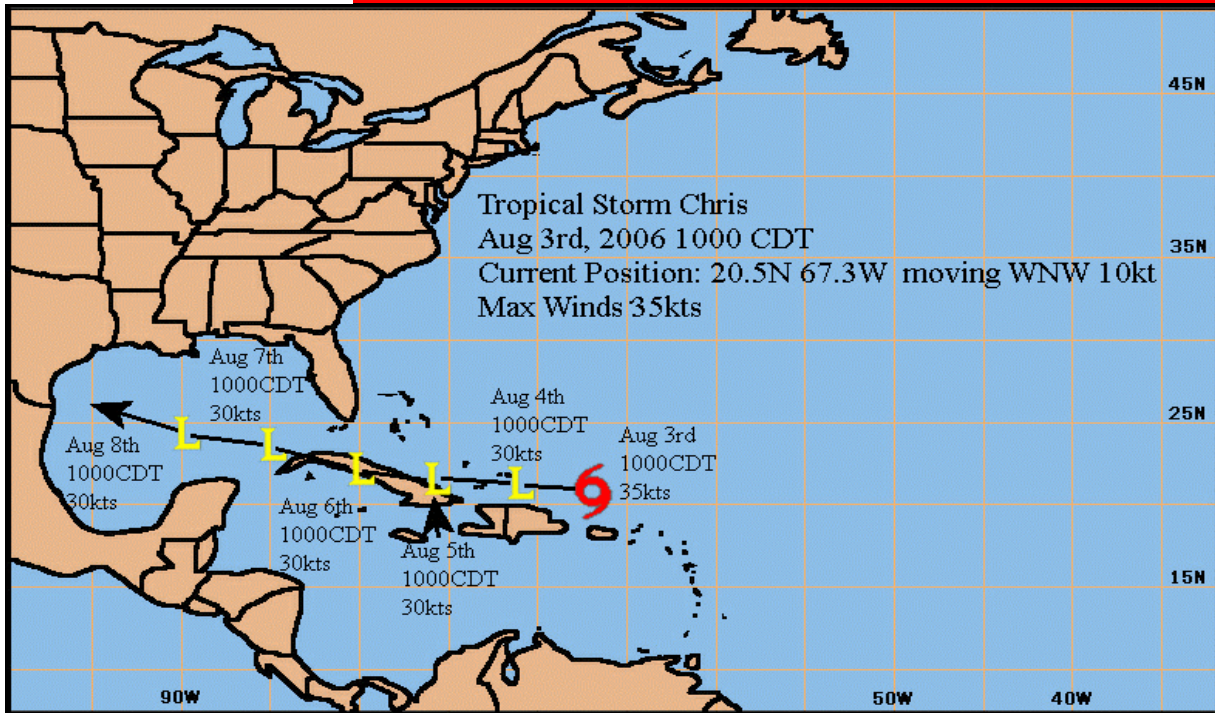 45N
Tropical Storm Chris
Aug 3rd, 2006 1000 CDT
Current Position: 20.5N 67.3W moving WNW 10kt
Max Winds 35kts
35N
Aug 7th
1000CDT
30kts
Aug 4th
1000CDT
30kts
25N
Aug 3rd
1000CDT
35kts
Aug 8th
1000CDT
30kts
L
L
L
L
L
Aug 6th
1000CDT
30kts
Aug 5th
1000CDT
30kts
15N
90W
50W
40W